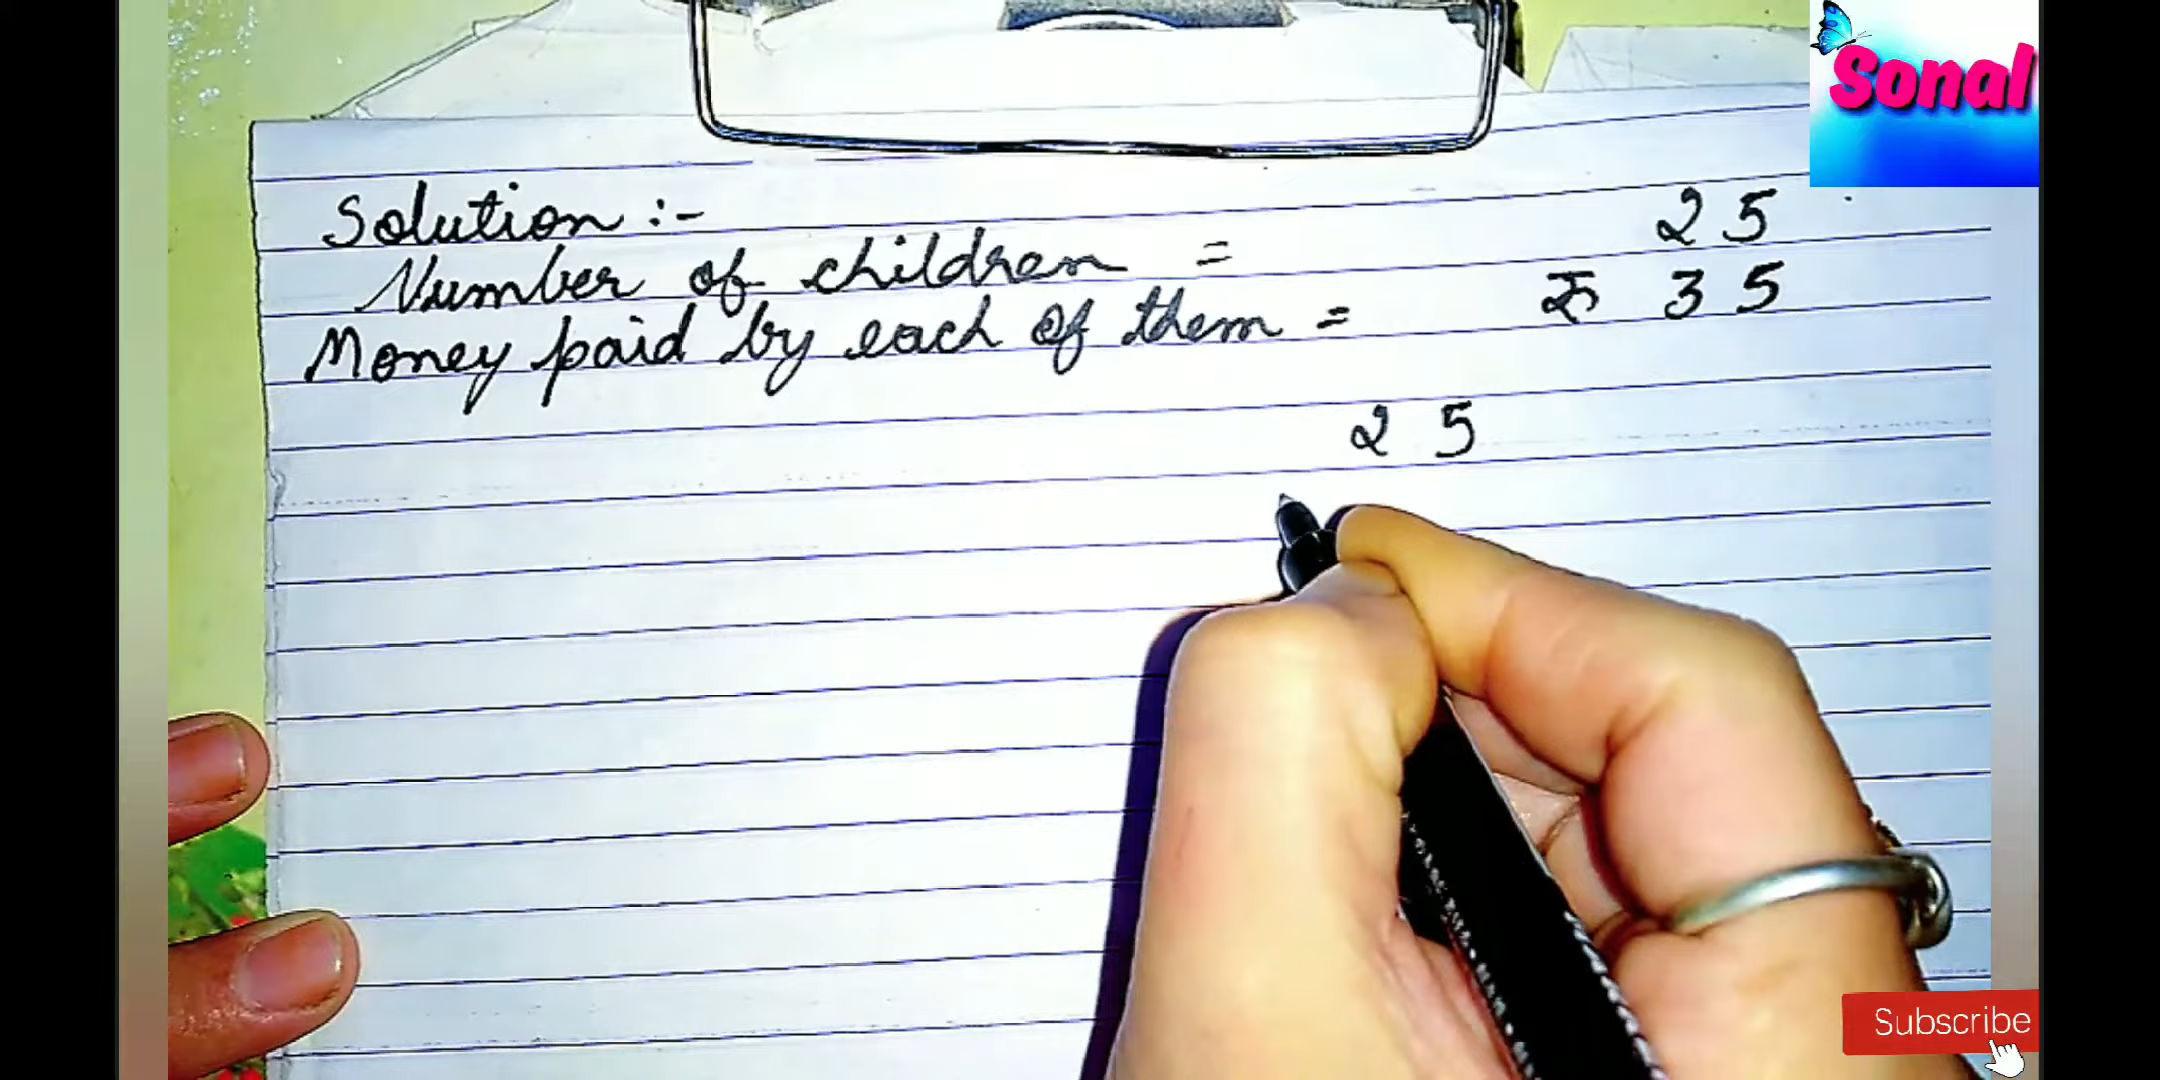 Sonal
Solution :-
Number of children = 25
Money paid by each of them = रू 35
25
Subscribe